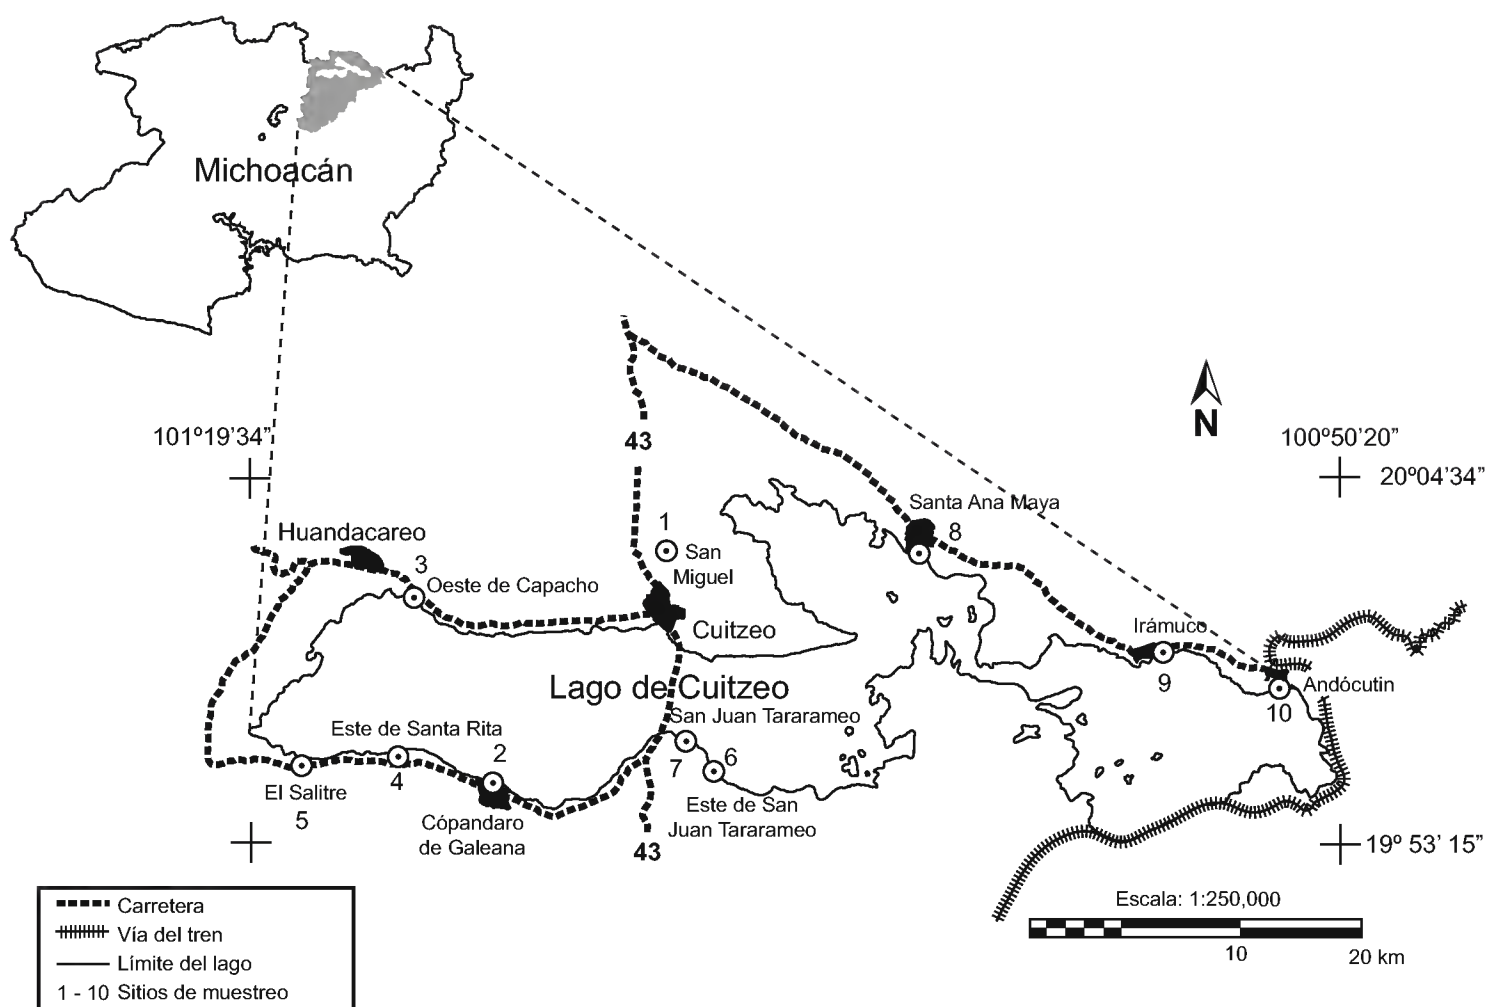 Michoacán
N
101º19'34"
100º50'20"
20º04'34"
43
Santa Ana Maya
8
Huandacareo
1
San
Miguel
3
Oeste de Capacho
Cuitzeo
Irámuco
9
Andócutin
10
Lago de Cuitzeo
San Juan Tararameo
7
6
Este de San
Juan Tararameo
Este de Santa Rita
4
2
El Salitre
5
Cópandaro
de Galeana
43
19º 53' 15"
Escala: 1:250,000
10
20 km
Carretera
Vía del tren
Límite del lago
1 - 10 Sitios de muestreo